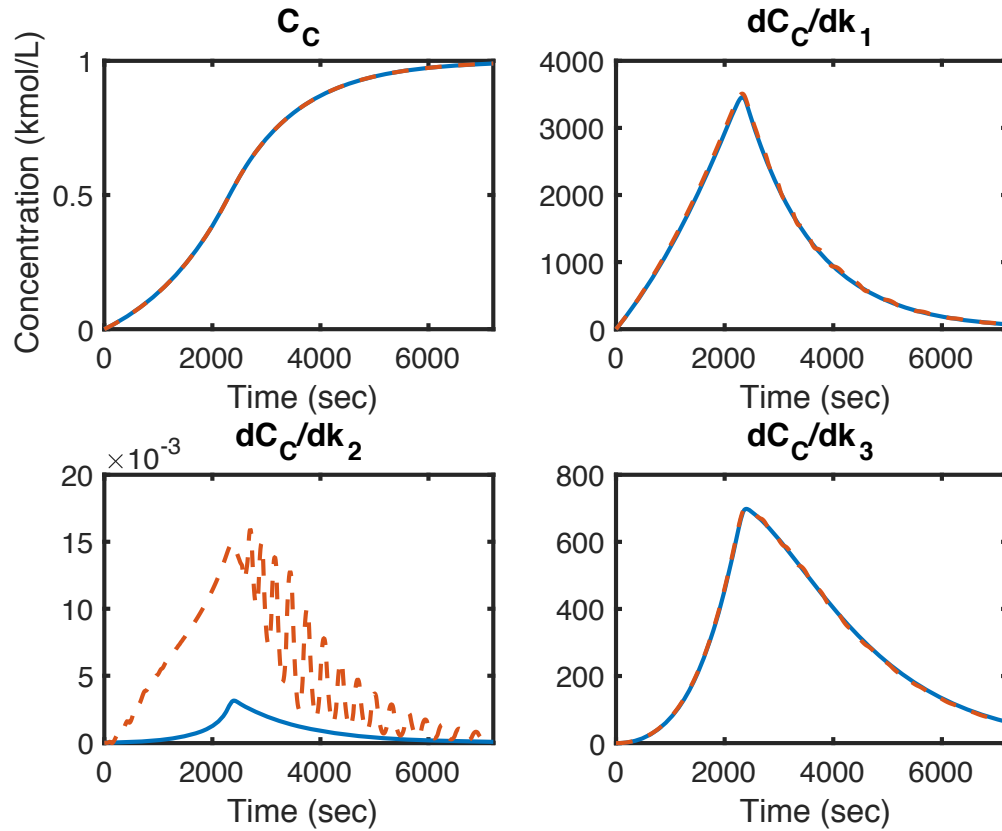 C_C
Concentration (kmol/L)
1
0.5
0
0 2000 4000 6000
Time (sec)
dC_C/dk_1
4000
3000
2000
1000
0
0 2000 4000 6000
Time (sec)
dC_C/dk_2
×10^-3
20
15
10
5
0
0 2000 4000 6000
Time (sec)
dC_C/dk_3
800
600
400
200
0
0 2000 4000 6000
Time (sec)